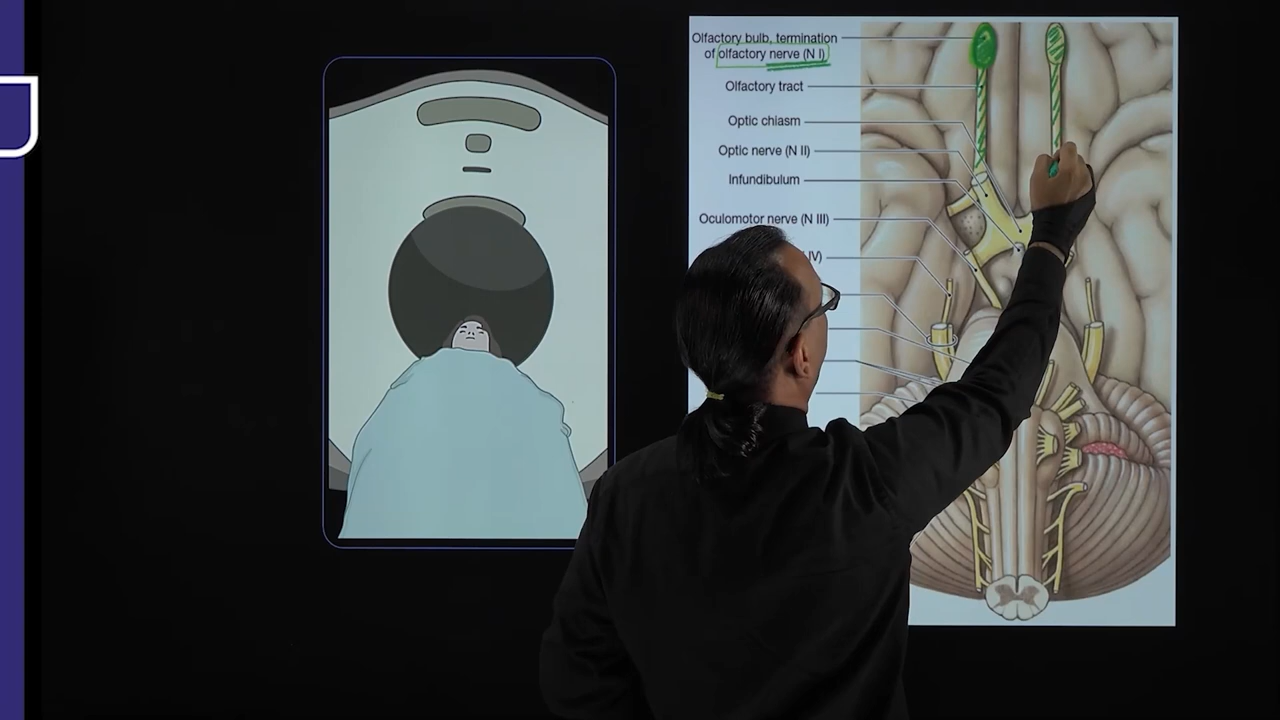 Olfactory bulb, termination
of olfactory nerve (N I)
Olfactory tract
Optic chiasm
Optic nerve (N II)
Infundibulum
Oculomotor nerve (N III)
IV)